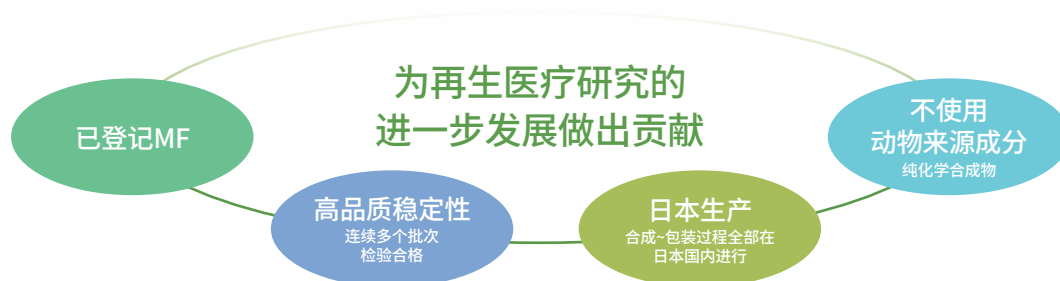 为再生医疗研究的
进一步发展做出贡献
已登记MF
高品质稳定性
连续多个批次
检验合格
日本生产
合成~包装过程全部在
日本国内进行
不使用
动物来源成分
纯化学合成物